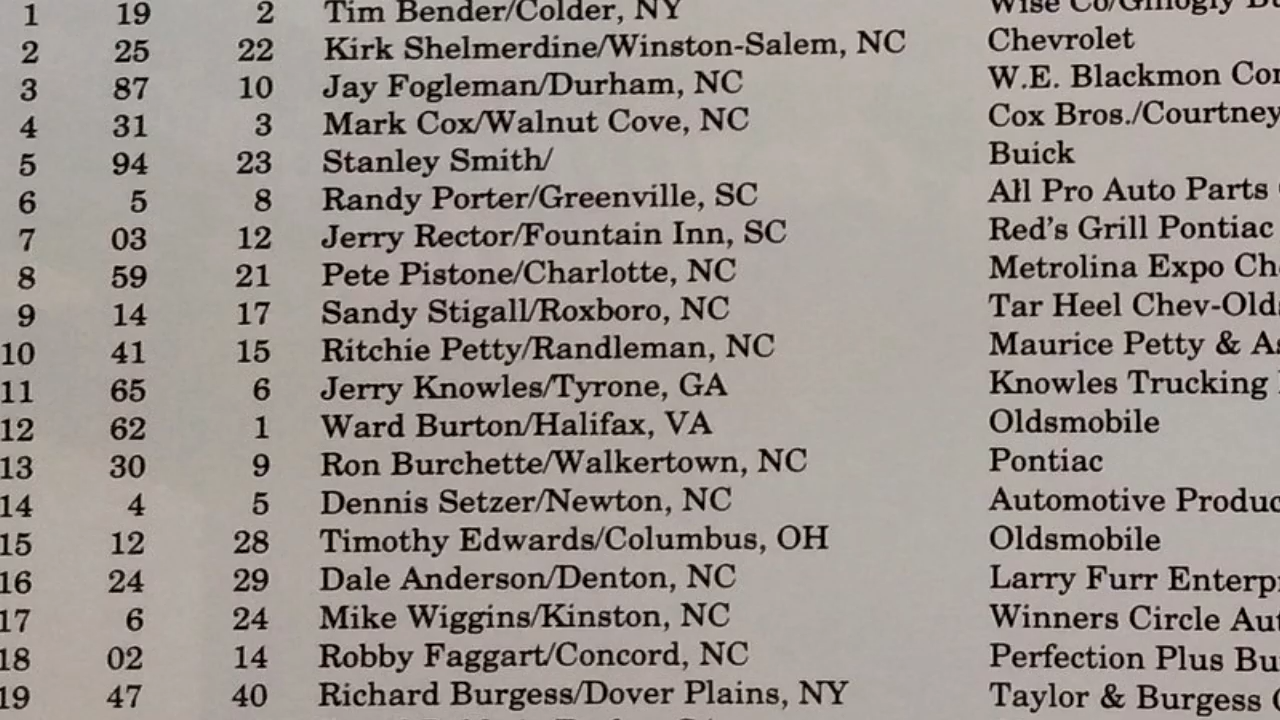 1 19 2 Tim Bender/Colder, NY Wise
2 25 22 Kirk Shelmerdine/Winston-Salem, NC Chevrolet
3 87 10 Jay Fogleman/Durham, NC W.E. Blackmon
4 31 3 Mark Cox/Walnut Cove, NC Cox Bros./Courtney
5 94 23 Stanley Smith/ Buick
6 5 8 Randy Porter/Greenville, SC All Pro Auto Parts
7 03 12 Jerry Rector/Fountain Inn, SC Red's Grill Pontiac
8 59 21 Pete Pistone/Charlotte, NC Metrolina Expo
9 14 17 Sandy Stigall/Roxboro, NC Tar Heel
10 41 15 Ritchie Petty/Randleman, NC Maurice Petty &
11 65 6 Jerry Knowles/Tyrone, GA Knowles Trucking
12 62 1 Ward Burton/Halifax, VA Oldsmobile
13 30 9 Ron Burchette/Walkertown, NC Pontiac
14 4 5 Dennis Setzer/Newton, NC Automotive
15 12 28 Timothy Edwards/Columbus, OH Oldsmobile
16 24 29 Dale Anderson/Denton, NC Larry Furr
17 6 24 Mike Wiggins/Kinston, NC Winners Circle
18 02 14 Robby Faggart/Concord, NC Perfection Plus
19 47 40 Richard Burgess/Dover Plains, NY Taylor & Burgess